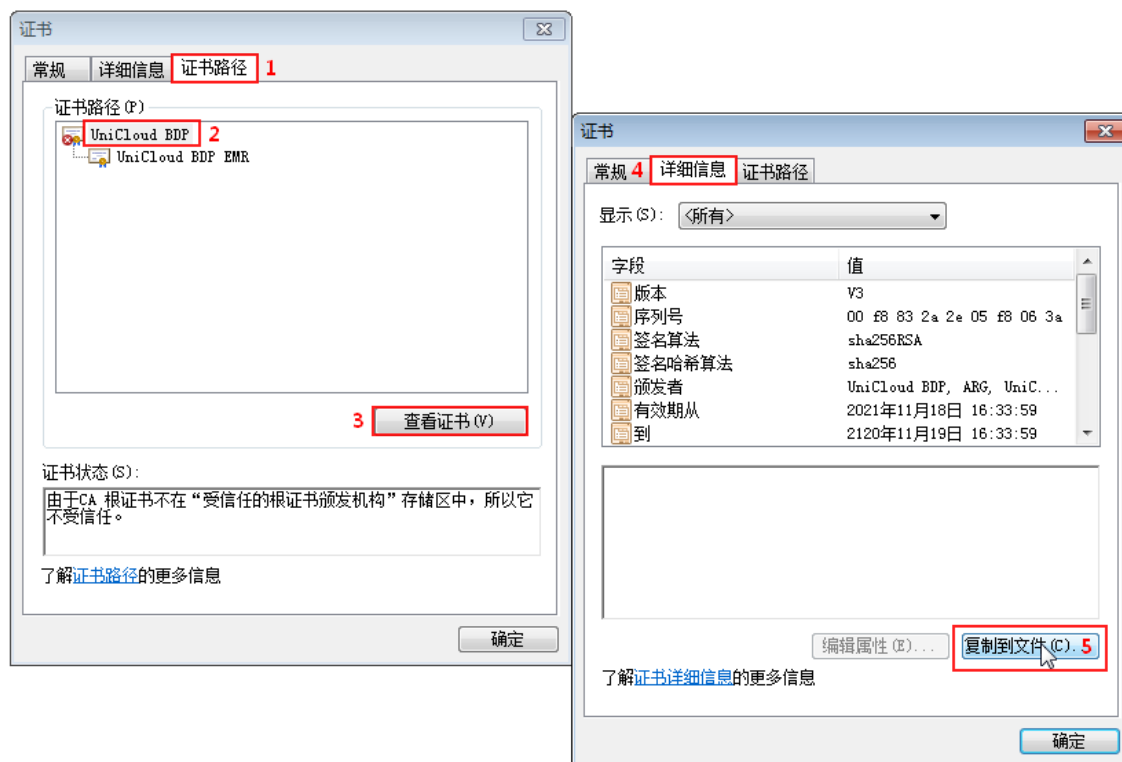 证书
常规 详细信息 证书路径 1
证书路径(P)
UniCloud BDP 2
UniCloud BDP EMR
3 查看证书(V)
证书状态(S):
由于CA 根证书不在“受信任的根证书颁发机构”存储区中，所以它
不受信任。
了解证书路径的更多信息
确定
证书
常规 4 详细信息 证书路径
显示(S): <所有>
字段 值
版本 V3
序列号 00 f8 83 2a 2e 05 f8 06 3a
签名算法 sha256RSA
签名哈希算法 sha256
颁发者 UniCloud BDP, ARG, UniC...
有效期从 2021年11月18日 16:33:59
到 2120年11月19日 16:33:59
编辑属性(E)... 复制到文件(C). 5
了解证书详细信息的更多信息
确定